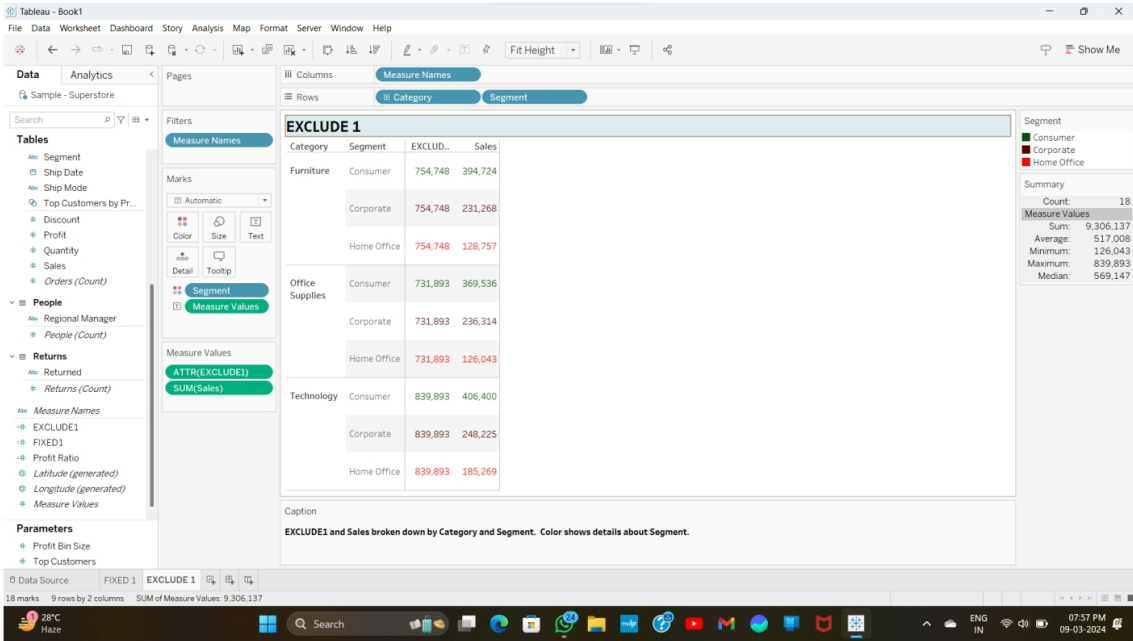 Tableau - Book1
File Data Worksheet Dashboard Story Analysis Map Format Server Window Help
Fit Height
Show Me
Data Analytics
Sample - Superstore
Search
Tables
Abc Segment
Ship Date
Abc Ship Mode
Top Customers by Pr...
# Discount
# Profit
# Quantity
# Sales
# Orders (Count)
People
Abc Regional Manager
# People (Count)
Returns
Abc Returned
# Returns (Count)
Abc Measure Names
=# EXCLUDE1
=# FIXED1
=# Profit Ratio
Latitude (generated)
Longitude (generated)
# Measure Values
Parameters
# Profit Bin Size
# Top Customers
Pages
Filters
Measure Names
Marks
Automatic
Color Size Text
Detail Tooltip
Segment
Measure Values
Measure Values
ATTR(EXCLUDE1)
SUM(Sales)
Columns Measure Names
Rows Category Segment
EXCLUDE 1
Category Segment EXCLUD.. Sales
Furniture Consumer 754,748 394,724
Corporate 754,748 231,268
Home Office 754,748 128,757
Office Supplies Consumer 731,893 369,536
Corporate 731,893 236,314
Home Office 731,893 126,043
Technology Consumer 839,893 406,400
Corporate 839,893 248,225
Home Office 839,893 185,269
Caption
EXCLUDE1 and Sales broken down by Category and Segment. Color shows details about Segment.
Segment
Consumer
Corporate
Home Office
Summary
Count: 18
Measure Values
Sum: 9,306,137
Average: 517,008
Minimum: 126,043
Maximum: 839,893
Median: 569,147
Data Source FIXED 1 EXCLUDE 1
18 marks 9 rows by 2 columns SUM of Measure Values: 9,306,137
1
28°C
Haze
Search
24
ENG
IN
07:57 PM
09-03-2024